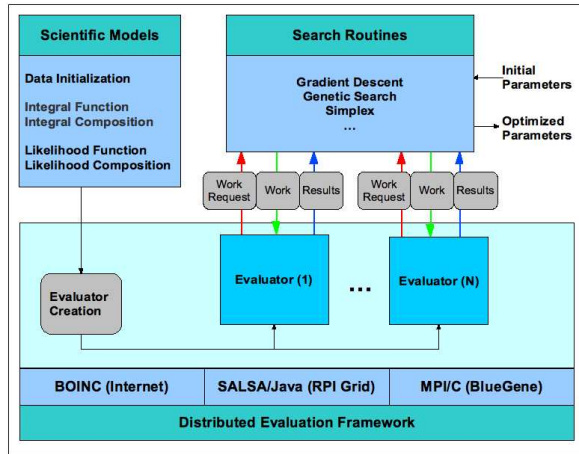 Scientific Models
Data Initialization
Integral Function
Integral Composition
Likelihood Function
Likelihood Composition
Search Routines
Gradient Descent
Genetic Search
Simplex
...
Initial
Parameters
Optimized
Parameters
Work
Request
Work
Results
Work
Request
Work
Results
Evaluator
Creation
Evaluator (1)
...
Evaluator (N)
BOINC (Internet)
SALSA/Java (RPI Grid)
MPI/C (BlueGene)
Distributed Evaluation Framework